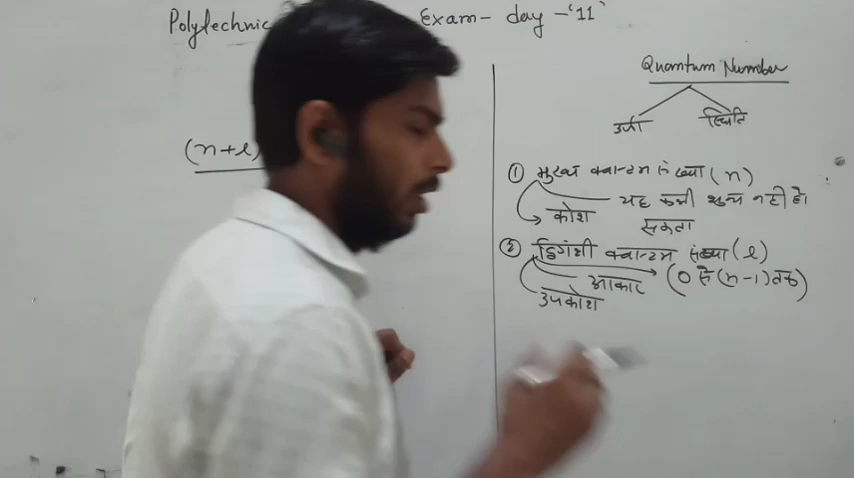 Polytechnic Exam- day -'11'
(n+l)
Quantum Number
उर्जा स्थिति
① मुख्य क्वान्टम संख्या (n)
यह कभी शून्य नही हो
कोश सकता
② द्विगंशी क्वान्टम संख्या (l)
आकार (0 से (n-1) तक)
उपकोश